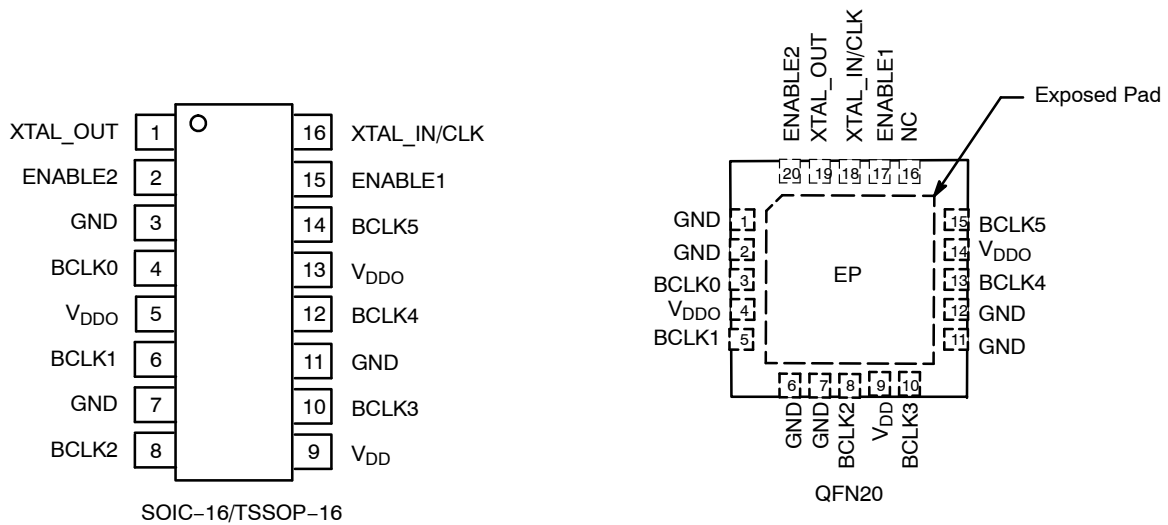 XTAL_OUT 1 16 XTAL_IN/CLK
ENABLE2 2 15 ENABLE1
GND 3 14 BCLK5
BCLK0 4 13 VDDO
VDDO 5 12 BCLK4
BCLK1 6 11 GND
GND 7 10 BCLK3
BCLK2 8 9 VDD
SOIC−16/TSSOP−16
ENABLE2
XTAL_OUT
XTAL_IN/CLK
ENABLE1
NC
Exposed Pad
20 19 18 17 16
GND 1 15 BCLK5
GND 2 14 VDDO
BCLK0 3 EP 13 BCLK4
VDDO 4 12 GND
BCLK1 5 11 GND
6 7 8 9 10
GND
GND
BCLK2
VDD
BCLK3
QFN20